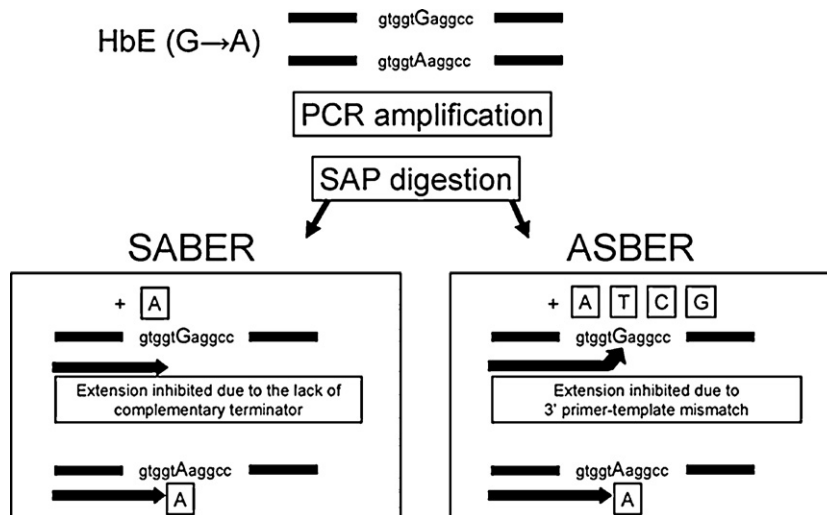 gtggtGaggcc
HbE (G→A)
gtggtAaggcc
PCR amplification
SAP digestion
SABER
+ A
gtggtGaggcc
Extension inhibited due to the lack of
complementary terminator
gtggtAaggcc
A
ASBER
+ A T C G
gtggtGaggcc
Extension inhibited due to
3' primer-template mismatch
gtggtAaggcc
A